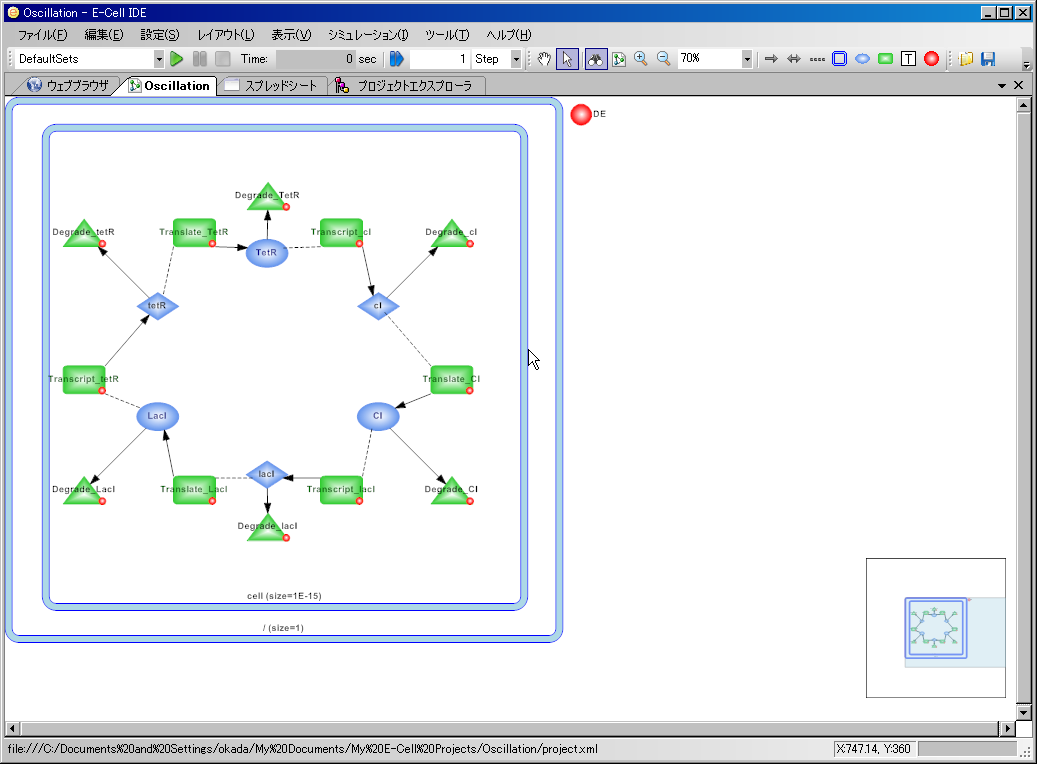 Oscillation - E-Cell IDE
ファイル(F) 編集(E) 設定(S) レイアウト(L) 表示(V) シミュレーション(I) ツール(T) ヘルプ(H)
DefaultSets Time: 0 sec 1 Step 70% T
ウェブブラウザ Oscillation スプレッドシート プロジェクトエクスプローラ
DE
Degrade_TetR
Degrade_tetR Translate_TetR Transcript_cI Degrade_cI
TetR
tetR cI
Transcript_tetR Translate_CI
LacI CI
lacI
Degrade_LacI Translate_LacI Transcript_lacI Degrade_CI
Degrade_lacI
cell (size=1E-15)
/ (size=1)
file:///C:/Documents%20and%20Settings/okada/My%20Documents/My%20E-Cell%20Projects/Oscillation/project.xml X:747.14, Y:360